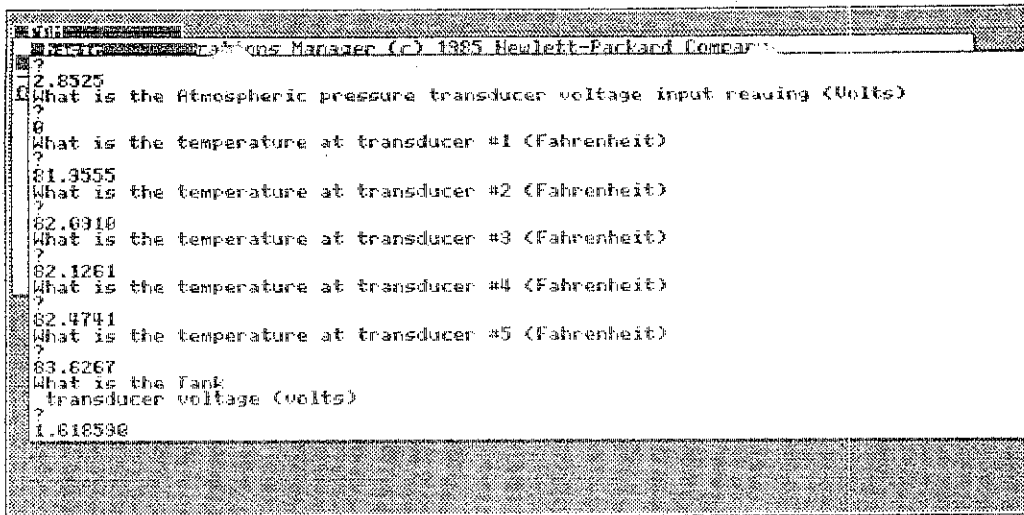 Manager (c) 1985 Hewlett-Packard Company
?
2.8525
What is the Atmospheric pressure transducer voltage input reading (Volts)
?
0
What is the temperature at transducer #1 (Fahrenheit)
?
81.9555
What is the temperature at transducer #2 (Fahrenheit)
?
82.0910
What is the temperature at transducer #3 (Fahrenheit)
?
82.1261
What is the temperature at transducer #4 (Fahrenheit)
?
82.4741
What is the temperature at transducer #5 (Fahrenheit)
?
83.6267
What is the Tank
transducer voltage (volts)
?
1.618590